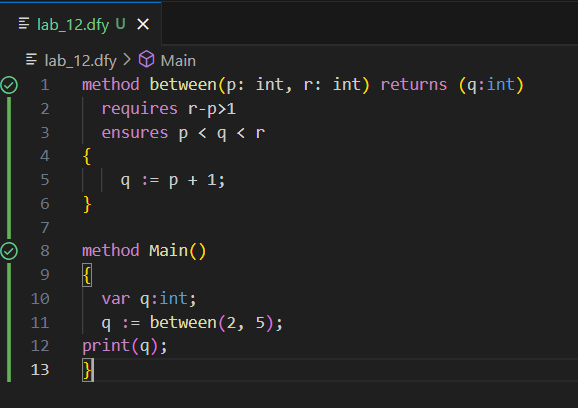 lab_12.dfy U
lab_12.dfy > Main
1 method between(p: int, r: int) returns (q:int)
2 requires r-p>1
3 ensures p < q < r
4 {
5 q := p + 1;
6 }
7
8 method Main()
9 {
10 var q:int;
11 q := between(2, 5);
12 print(q);
13 }